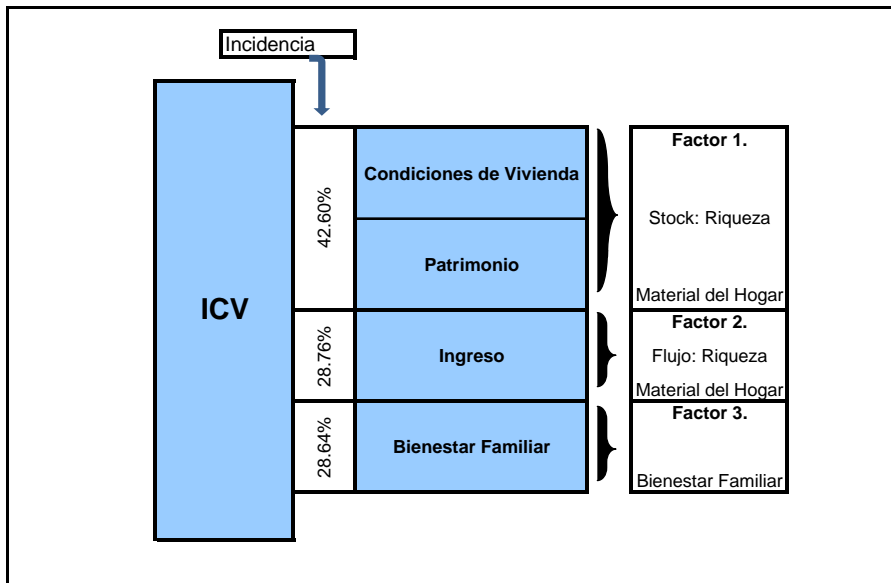 Incidencia
ICV
42.60%
Condiciones de Vivienda
Patrimonio
Factor 1.
Stock: Riqueza
Material del Hogar
28.76%
Ingreso
Factor 2.
Flujo: Riqueza
Material del Hogar
28.64%
Bienestar Familiar
Factor 3.
Bienestar Familiar